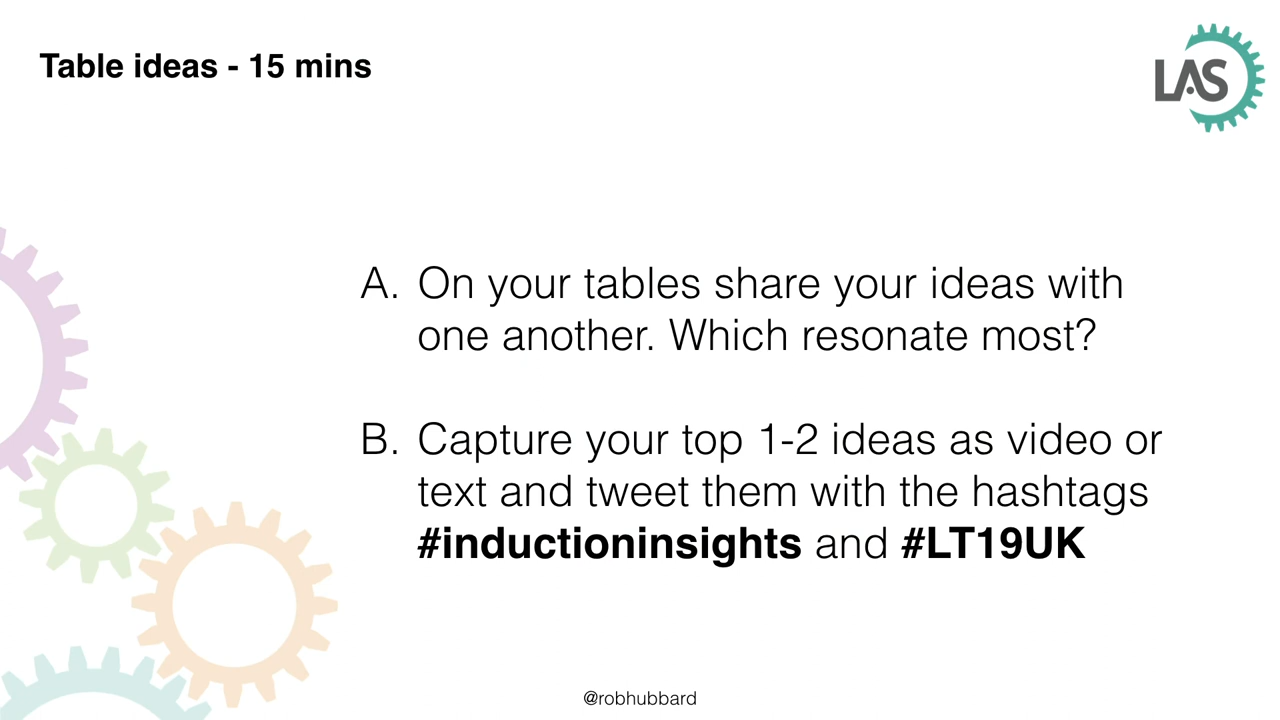 Table ideas - 15 mins
LAS
A. On your tables share your ideas with
one another. Which resonate most?
B. Capture your top 1-2 ideas as video or
text and tweet them with the hashtags
#inductioninsights and #LT19UK
@robhubbard